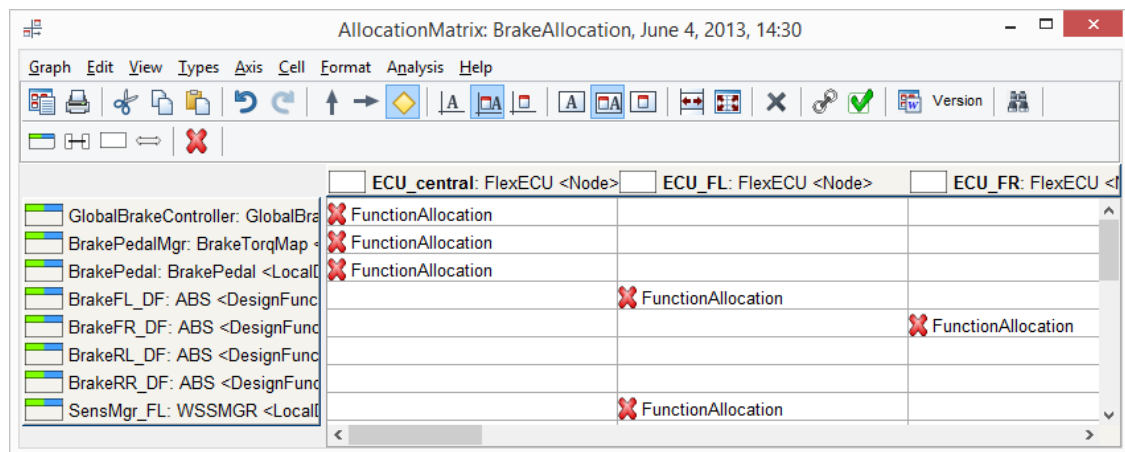 AllocationMatrix: BrakeAllocation, June 4, 2013, 14:30
Graph Edit View Types Axis Cell Format Analysis Help
A A A A Version
ECU_central: FlexECU <Node> ECU_FL: FlexECU <Node> ECU_FR: FlexECU <
GlobalBrakeController: GlobalBra FunctionAllocation
BrakePedalMgr: BrakeTorqMap < FunctionAllocation
BrakePedal: BrakePedal <Local FunctionAllocation
BrakeFL_DF: ABS <DesignFunc FunctionAllocation
BrakeFR_DF: ABS <DesignFunc FunctionAllocation
BrakeRL_DF: ABS <DesignFunc
BrakeRR_DF: ABS <DesignFunc
SensMgr_FL: WSSMGR <Local FunctionAllocation